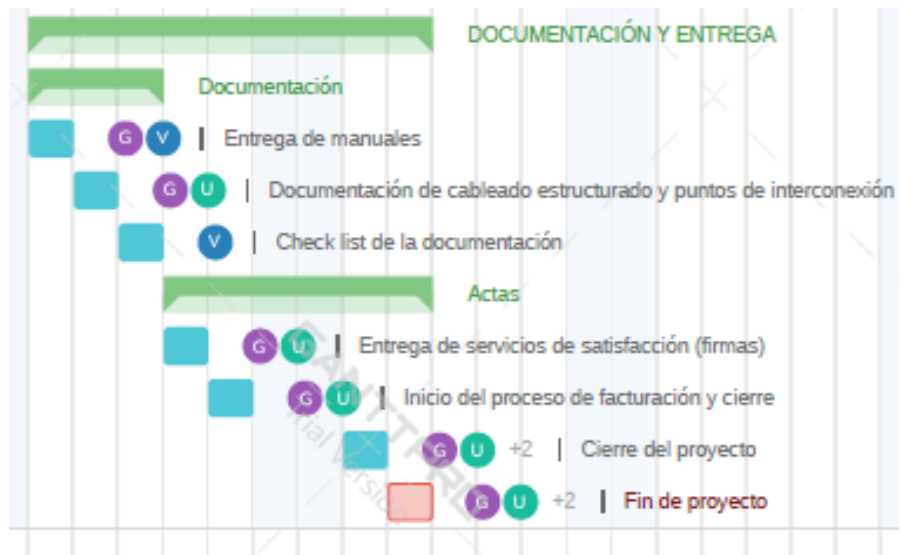 DOCUMENTACIÓN Y ENTREGA
Documentación
G V | Entrega de manuales
G U | Documentación de cableado estructurado y puntos de interconexión
V | Check list de la documentación
Actas
G U | Entrega de servicios de satisfacción (firmas)
G U | Inicio del proceso de facturación y cierre
G U +2 | Cierre del proyecto
G U +2 | Fin de proyecto
Trial Version